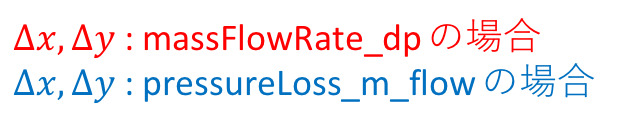 Δx, Δy : massFlowRate_dp の場合
Δx, Δy : pressureLoss_m_flow の場合